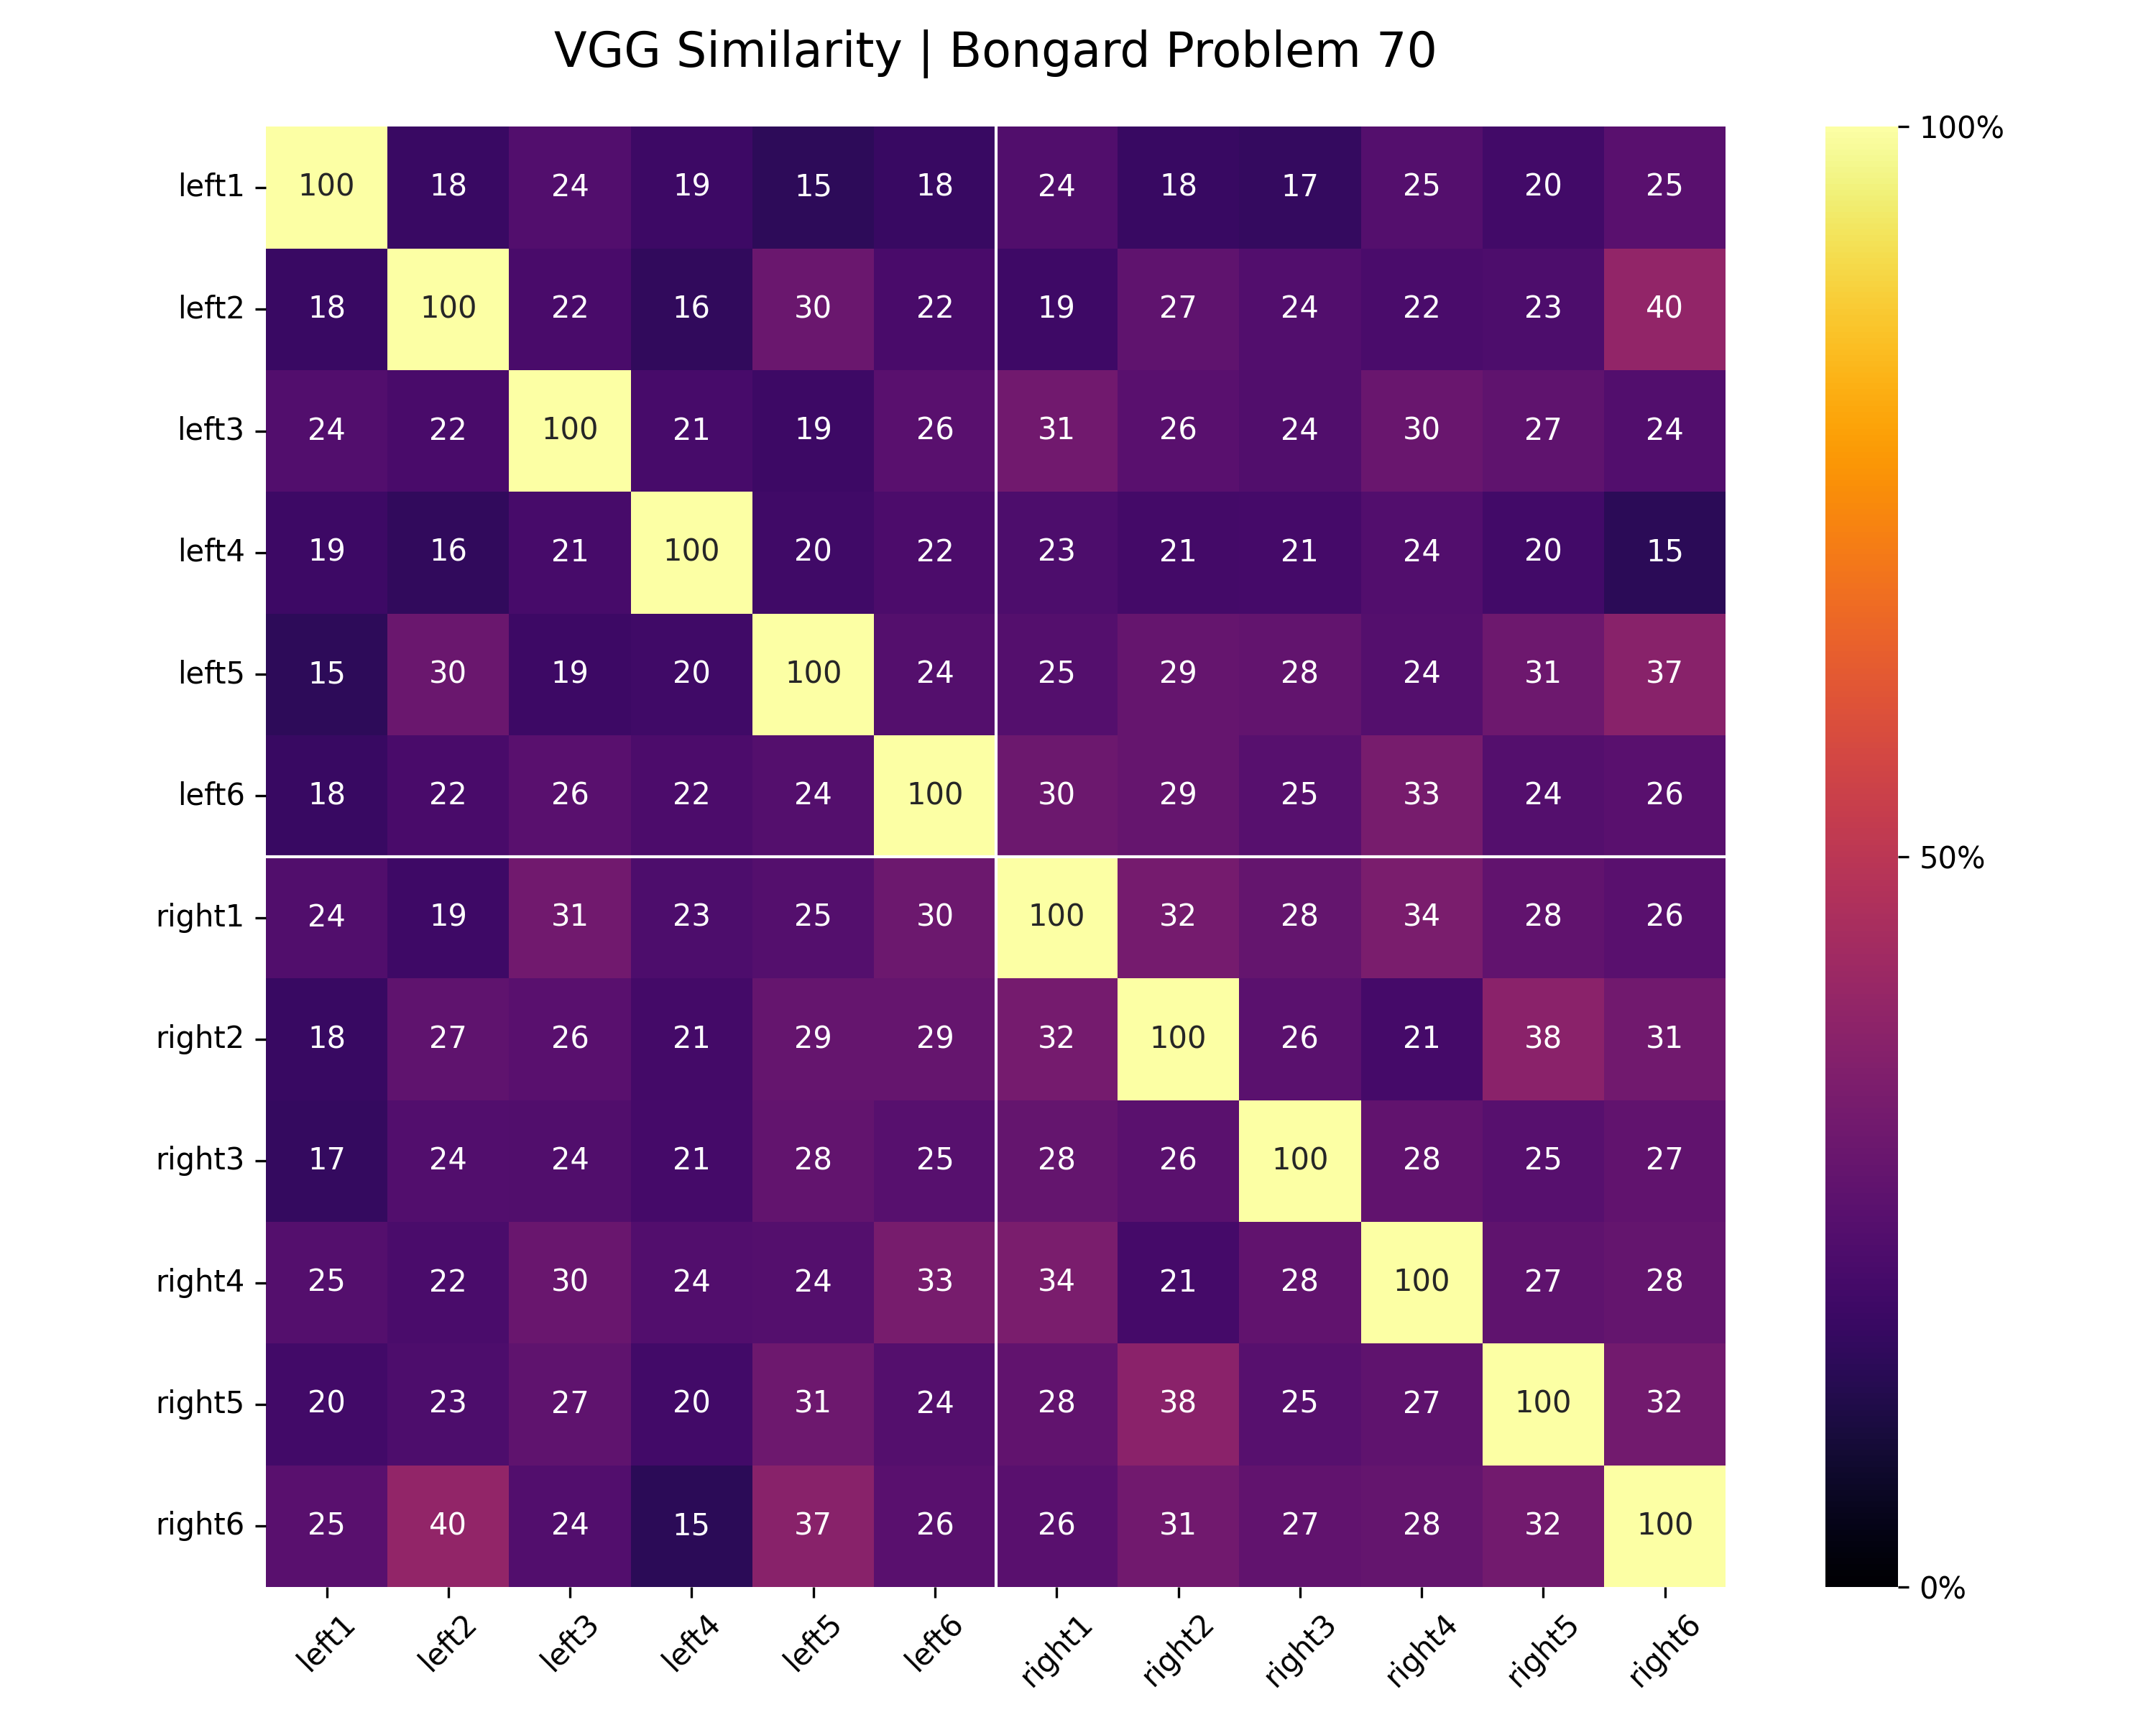 VGG Similarity | Bongard Problem 70
left1 100 18 24 19 15 18 24 18 17 25 20 25
left2 18 100 22 16 30 22 19 27 24 22 23 40
left3 24 22 100 21 19 26 31 26 24 30 27 24
left4 19 16 21 100 20 22 23 21 21 24 20 15
left5 15 30 19 20 100 24 25 29 28 24 31 37
left6 18 22 26 22 24 100 30 29 25 33 24 26
right1 24 19 31 23 25 30 100 32 28 34 28 26
right2 18 27 26 21 29 29 32 100 26 21 38 31
right3 17 24 24 21 28 25 28 26 100 28 25 27
right4 25 22 30 24 24 33 34 21 28 100 27 28
right5 20 23 27 20 31 24 28 38 25 27 100 32
right6 25 40 24 15 37 26 26 31 27 28 32 100
left1 left2 left3 left4 left5 left6 right1 right2 right3 right4 right5 right6
100%
50%
0%